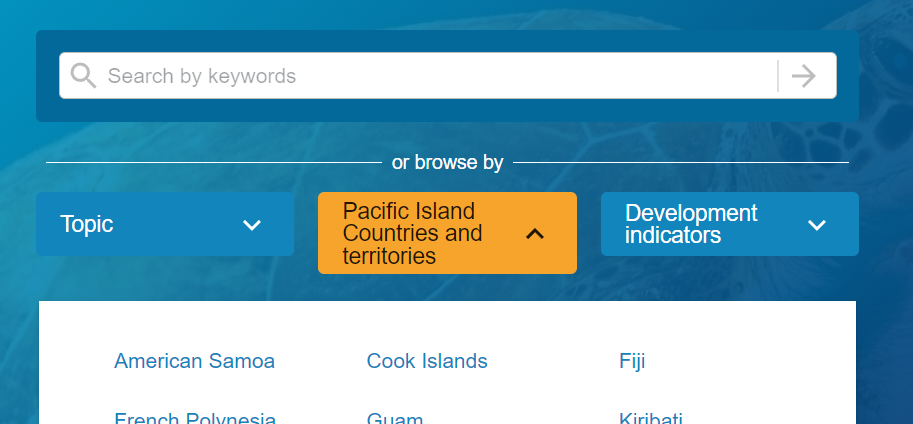 Search by keywords
or browse by
Topic
Pacific Island
Countries and
territories
Development
indicators
American Samoa
Cook Islands
Fiji
French Polynesia
Guam
Kiribati